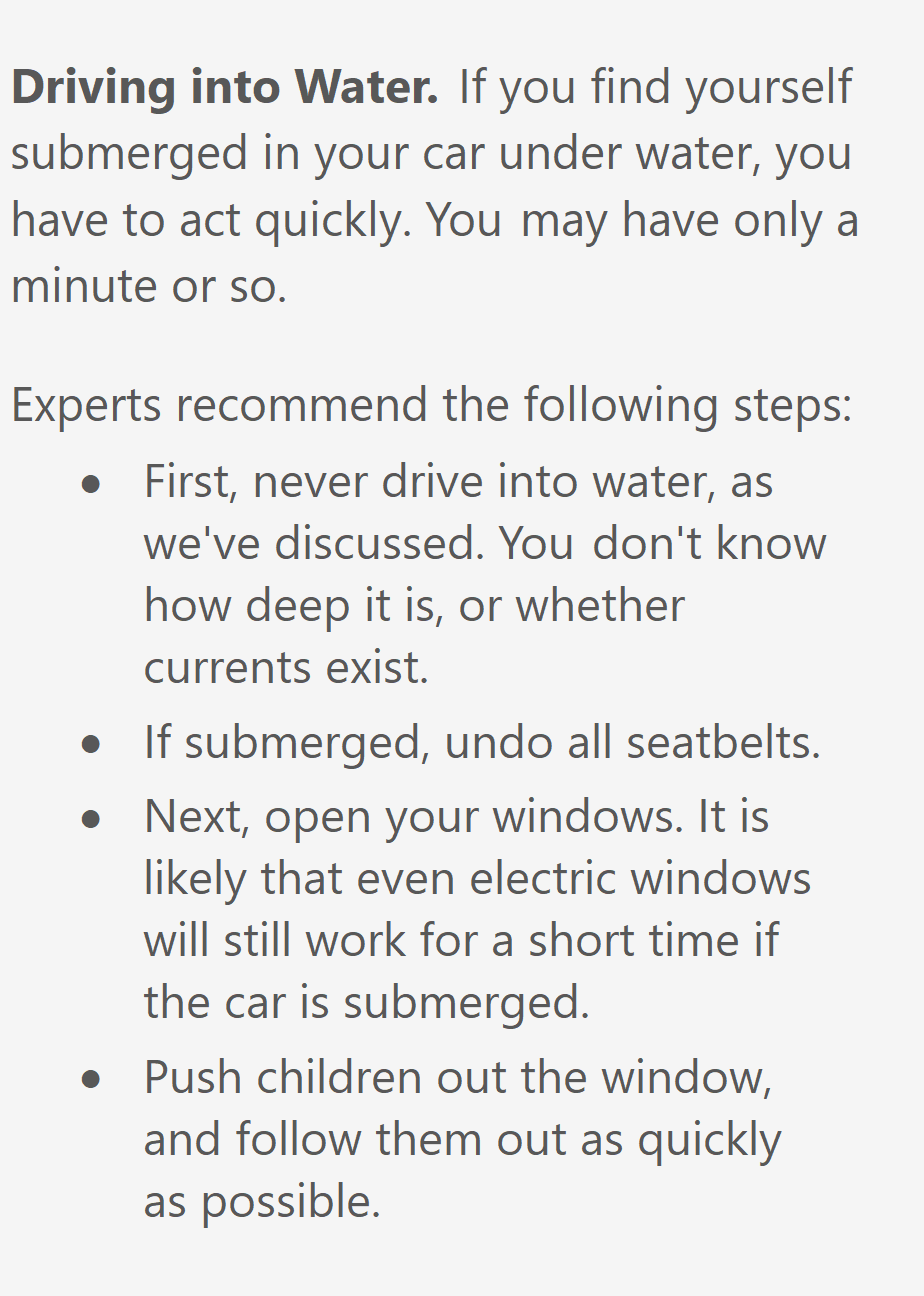 Driving into Water. If you find yourself
submerged in your car under water, you
have to act quickly. You may have only a
minute or so.
Experts recommend the following steps:
● First, never drive into water, as
we've discussed. You don't know
how deep it is, or whether
currents exist.
● If submerged, undo all seatbelts.
● Next, open your windows. It is
likely that even electric windows
will still work for a short time if
the car is submerged.
● Push children out the window,
and follow them out as quickly
as possible.